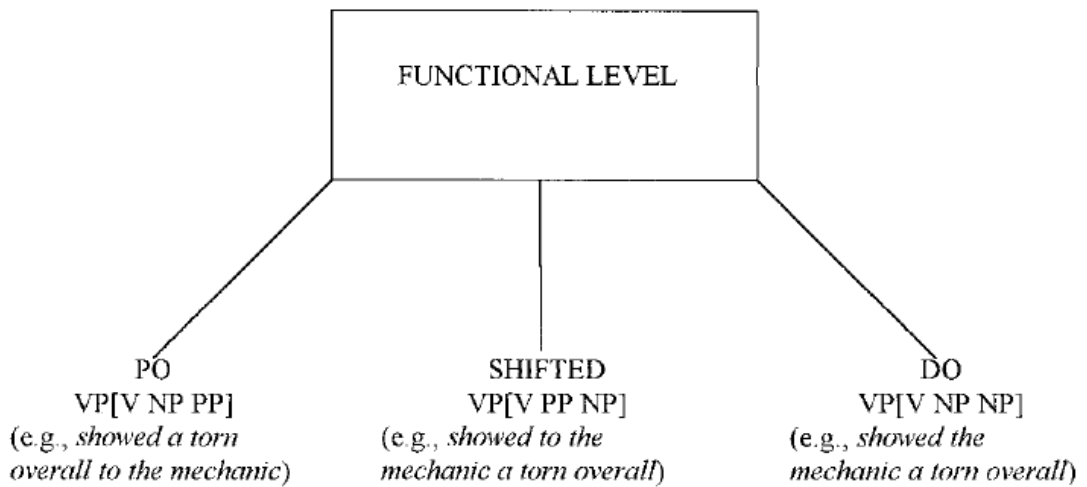 FUNCTIONAL LEVEL
PO
VP[V NP PP]
(e.g., showed a torn
overall to the mechanic)
SHIFTED
VP[V PP NP]
(e.g., showed to the
mechanic a torn overall)
DO
VP[V NP NP]
(e.g., showed the
mechanic a torn overall)